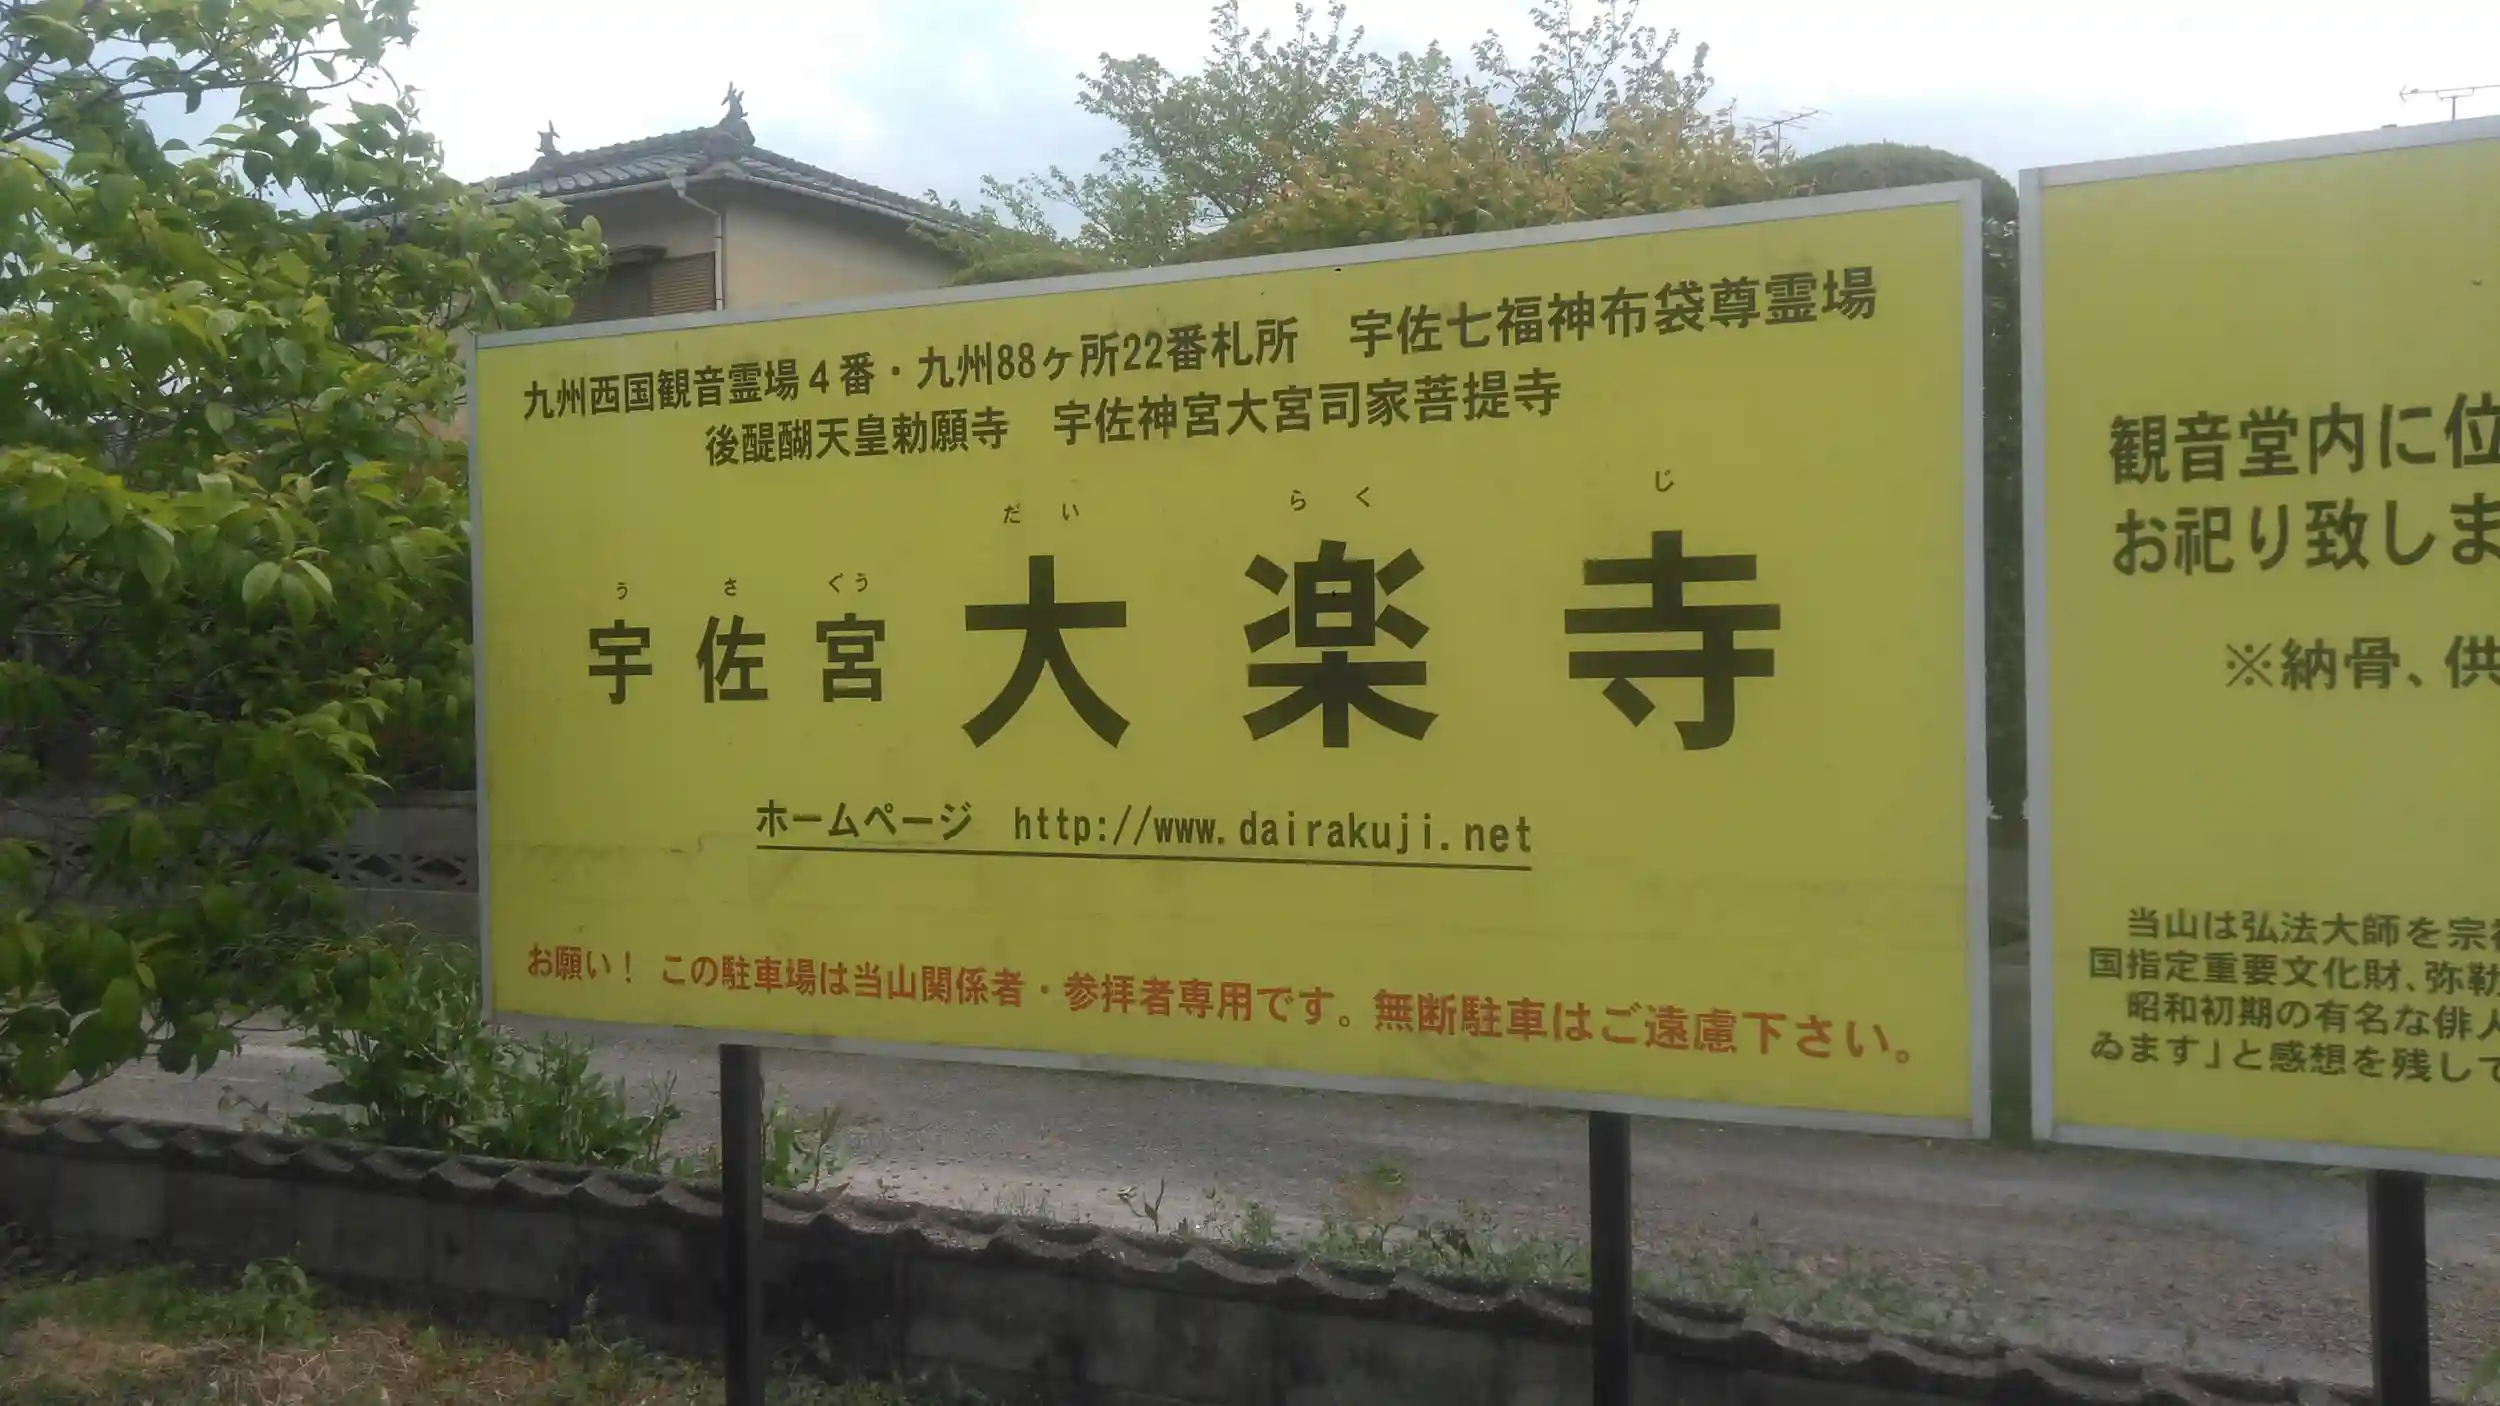 九州西国観音霊場４番・九州88ヶ所22番札所　宇佐七福神布袋尊霊場
後醍醐天皇勅願寺　宇佐神宮大宮司家菩提寺
うさぐう だいらくじ
宇佐宮 大楽寺
ホームページ　http://www.dairakuji.net
お願い！ この駐車場は当山関係者・参拝者専用です。無断駐車はご遠慮下さい。
観音堂内に位
お祀り致しま
※納骨、供
当山は弘法大師を宗
国指定重要文化財、弥勒
昭和初期の有名な俳人
ゐます」と感想を残して